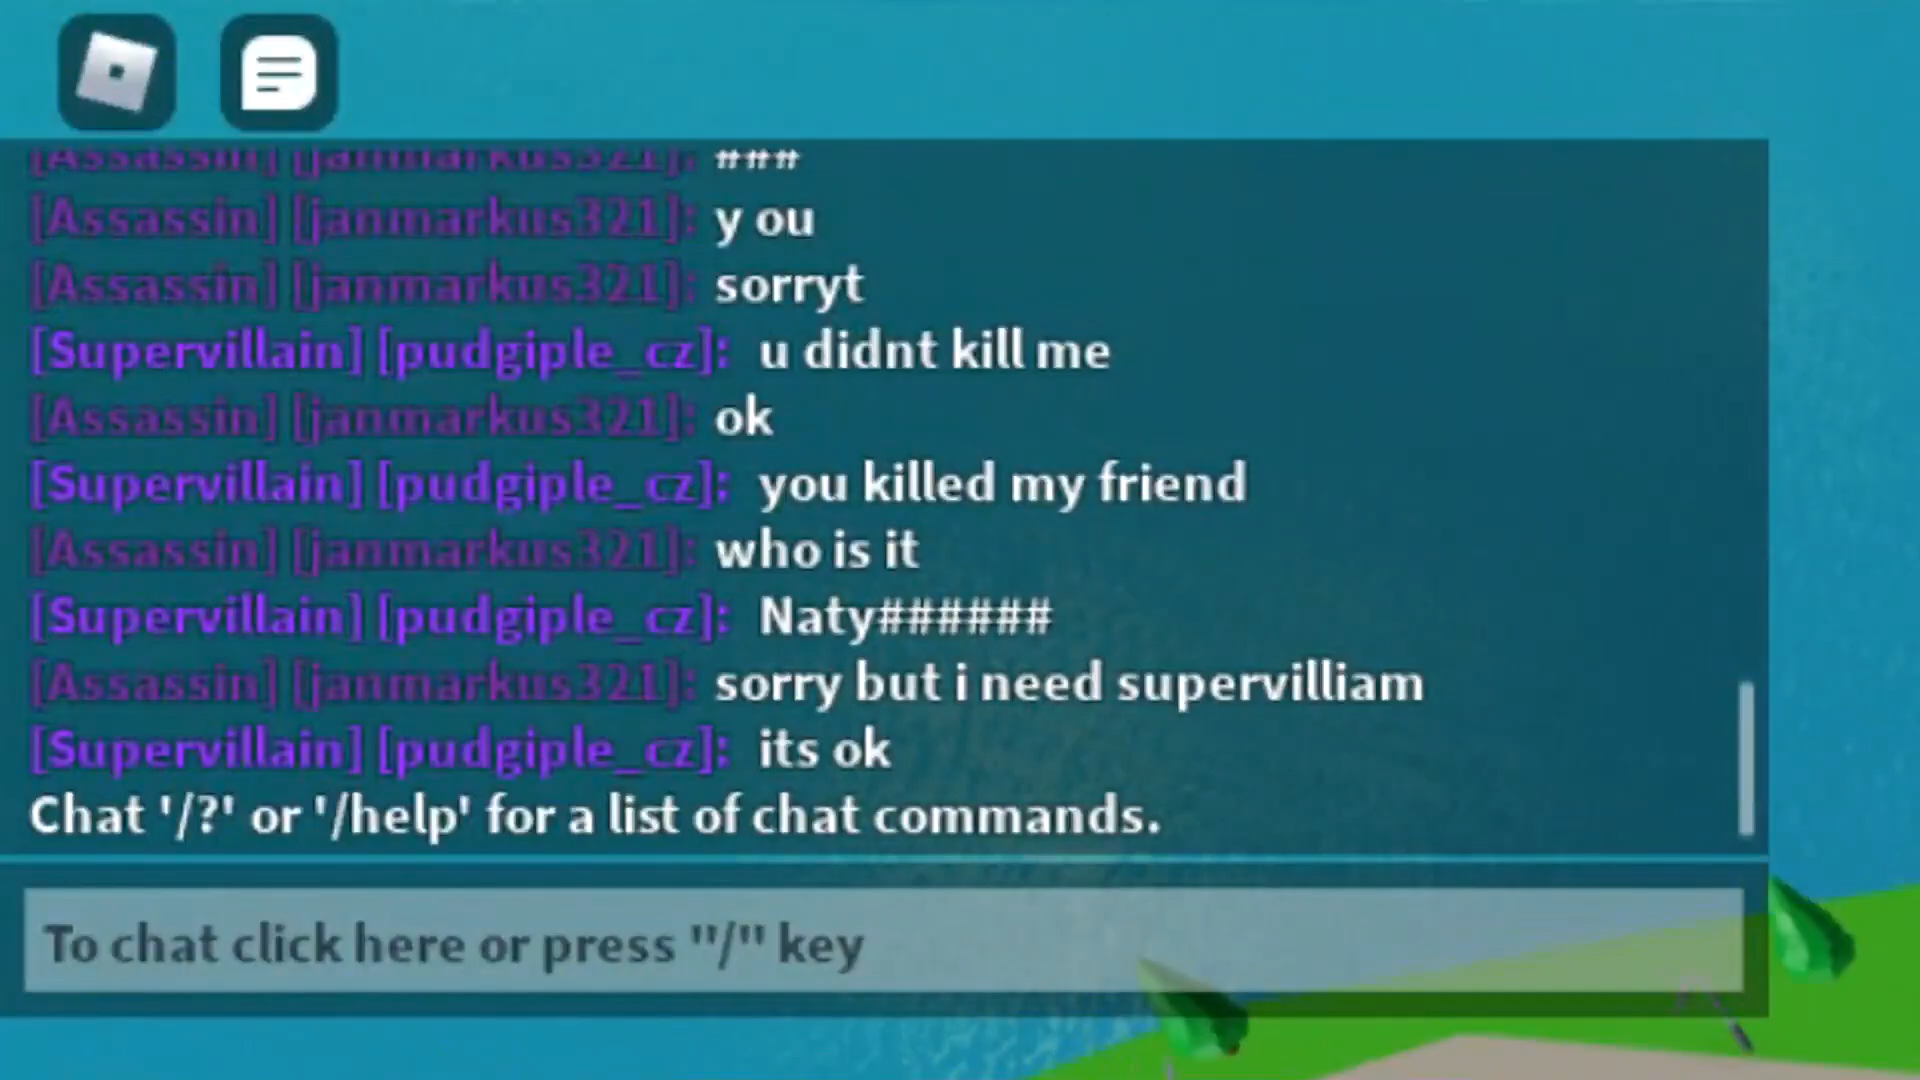 [Assassin] [janmarkus321]: ###
[Assassin] [janmarkus321]: y ou
[Assassin] [janmarkus321]: sorryt
[Supervillain] [pudgiple_cz]: u didnt kill me
[Assassin] [janmarkus321]: ok
[Supervillain] [pudgiple_cz]: you killed my friend
[Assassin] [janmarkus321]: who is it
[Supervillain] [pudgiple_cz]: Naty######
[Assassin] [janmarkus321]: sorry but i need supervilliam
[Supervillain] [pudgiple_cz]: its ok
Chat '/?' or '/help' for a list of chat commands.
To chat click here or press "/" key